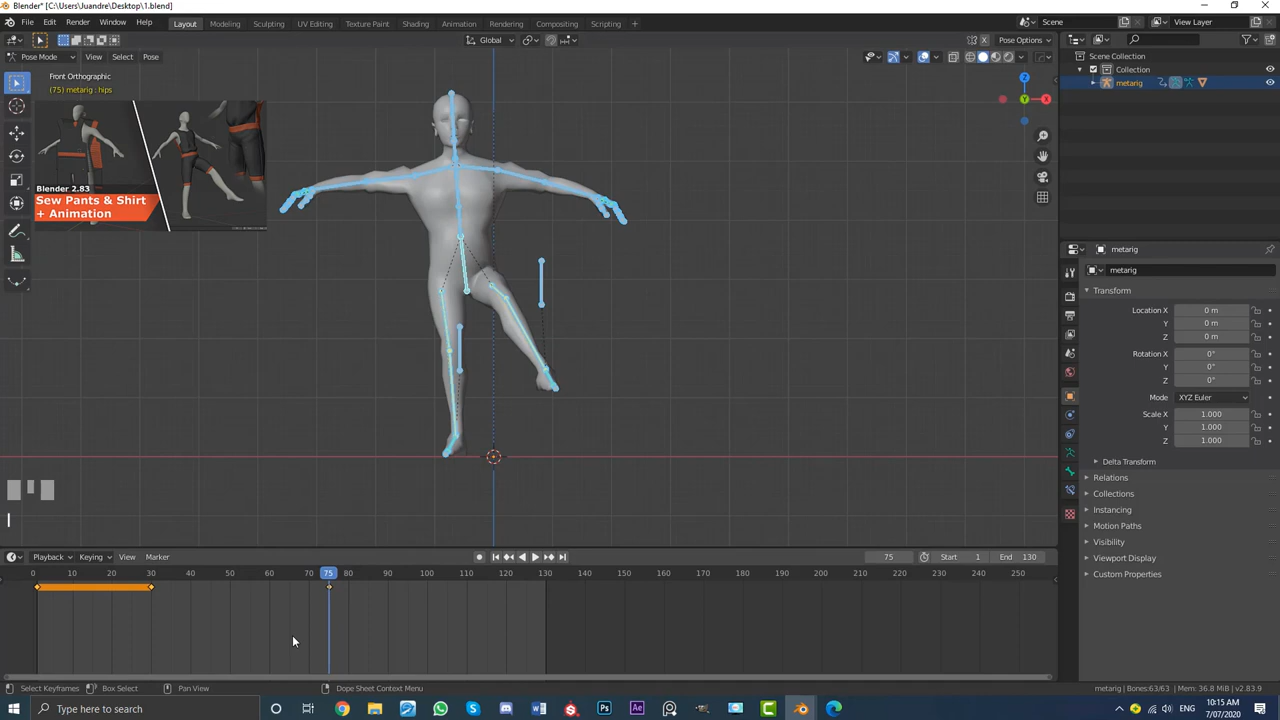 Blender* [C:\Users\Juandre\Desktop\1.blend]
File Edit Render Window Help Layout Modeling Sculpting UV Editing Texture Paint Shading Animation Rendering Compositing Scripting Scene View Layer
Global Pose Options
Pose Mode View Select Pose
Scene Collection
Collection
metarig
Front Orthographic
(75) metarig : hips
Blender 2.83
Sew Pants & Shirt
+ Animation
Z
Y X
metarig
metarig
Transform
Location X 0 m
Y 0 m
Z 0 m
Rotation X 0°
Y 0°
Z 0°
Mode XYZ Euler
Scale X 1.000
Y 1.000
Z 1.000
Delta Transform
Relations
Collections
Instancing
Motion Paths
Visibility
Viewport Display
Custom Properties
Playback Keying View Marker 75 Start 1 End 130
0 10 20 30 40 50 60 70 75 80 90 100 110 120 130 140 150 160 170 180 190 200 210 220 230 240 250
Select Keyframes Box Select Pan View Dope Sheet Context Menu metarig | Bones:63/63 | Mem: 36.8 MiB | v2.83.9
Type here to search
10:15 AM
7/07/2020